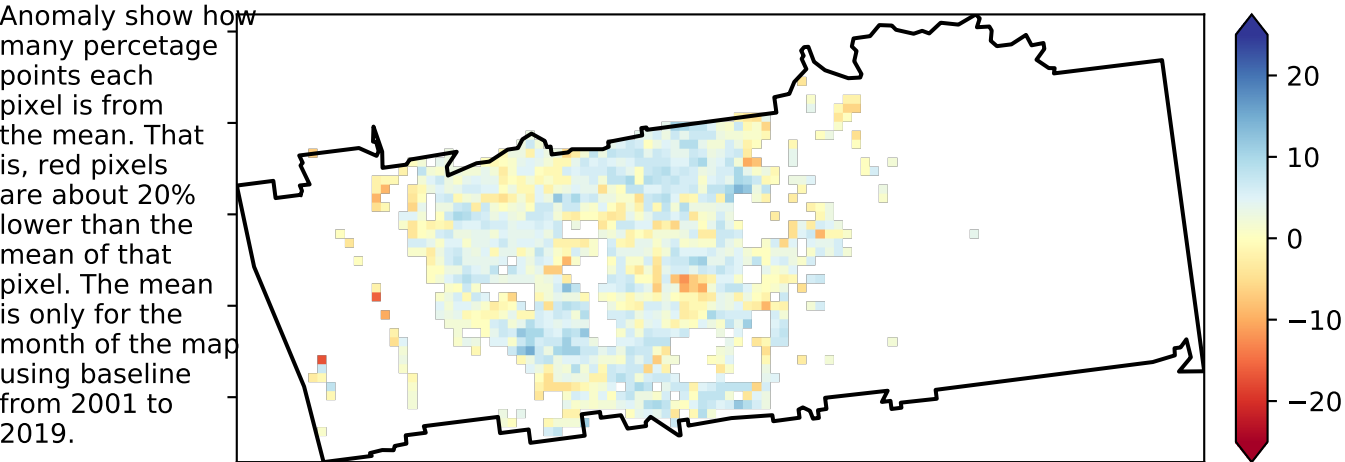 Anomaly show how
many percetage
points each
pixel is from
the mean. That
is, red pixels
are about 20%
lower than the
mean of that
pixel. The mean
is only for the
month of the map
using baseline
from 2001 to
2019.
20
10
0
−10
−20